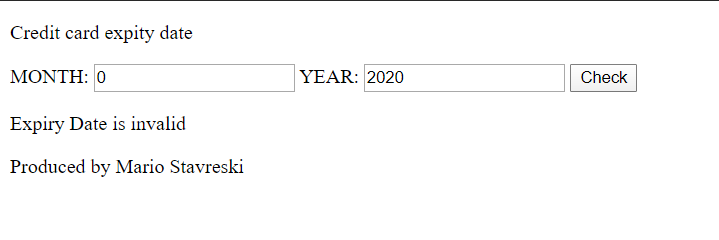 Credit card expity date
MONTH: 0 YEAR: 2020 Check
Expiry Date is invalid
Produced by Mario Stavreski